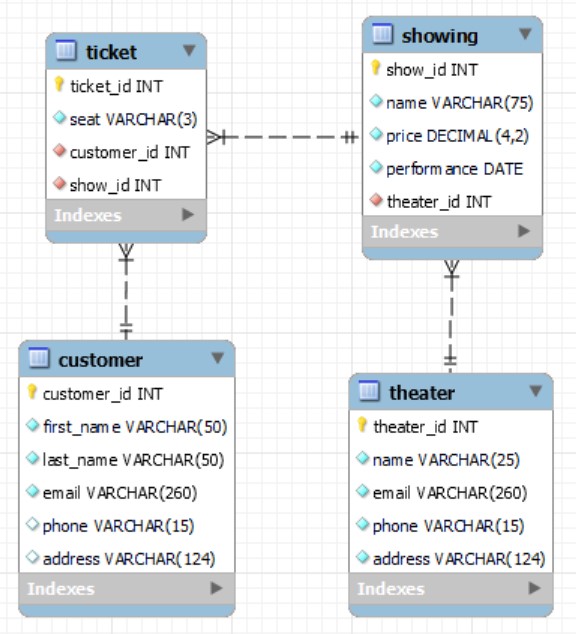 ticket
ticket_id INT
seat VARCHAR(3)
customer_id INT
show_id INT
Indexes
showing
show_id INT
name VARCHAR(75)
price DECIMAL(4,2)
performance DATE
theater_id INT
Indexes
customer
customer_id INT
first_name VARCHAR(50)
last_name VARCHAR(50)
email VARCHAR(260)
phone VARCHAR(15)
address VARCHAR(124)
Indexes
theater
theater_id INT
name VARCHAR(25)
email VARCHAR(260)
phone VARCHAR(15)
address VARCHAR(124)
Indexes